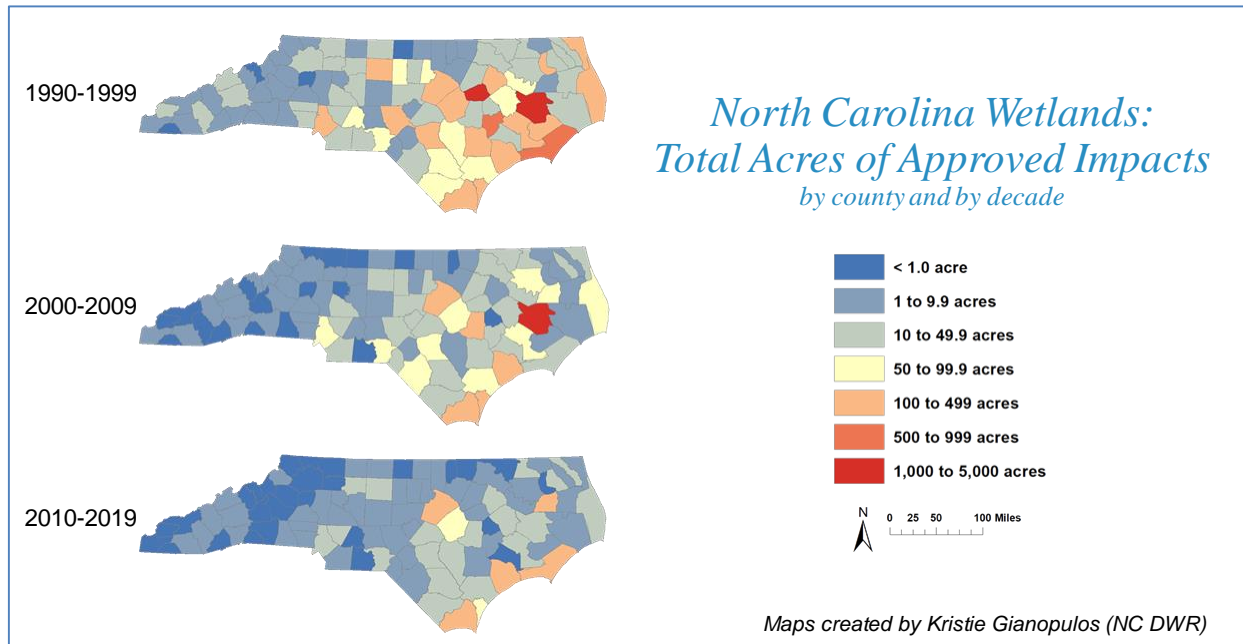 1990-1999
North Carolina Wetlands:
Total Acres of Approved Impacts
by county and by decade
2000-2009
2010-2019
< 1.0 acre
1 to 9.9 acres
10 to 49.9 acres
50 to 99.9 acres
100 to 499 acres
500 to 999 acres
1,000 to 5,000 acres
N
0 25 50 100 Miles
Maps created by Kristie Gianopulos (NC DWR)